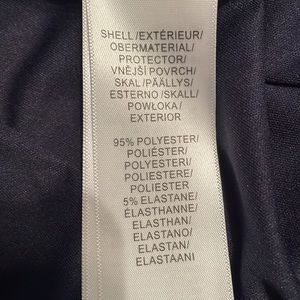 SHELL/EXTÉRIEUR/
OBERMATERIAL/
PROTECTOR/
VNĚJŠÍ POVRCH/
SKAL/PÄÄLLYS/
ESTERNO/SKALL/
POWŁOKA/
EXTERIOR
95% POLYESTER/
POLIÉSTER/
POLYESTERI/
POLIESTERE/
POLIESTER
5% ELASTANE/
ÉLASTHANNE/
ELASTHAN/
ELASTANO/
ELASTAN/
ELASTAANI